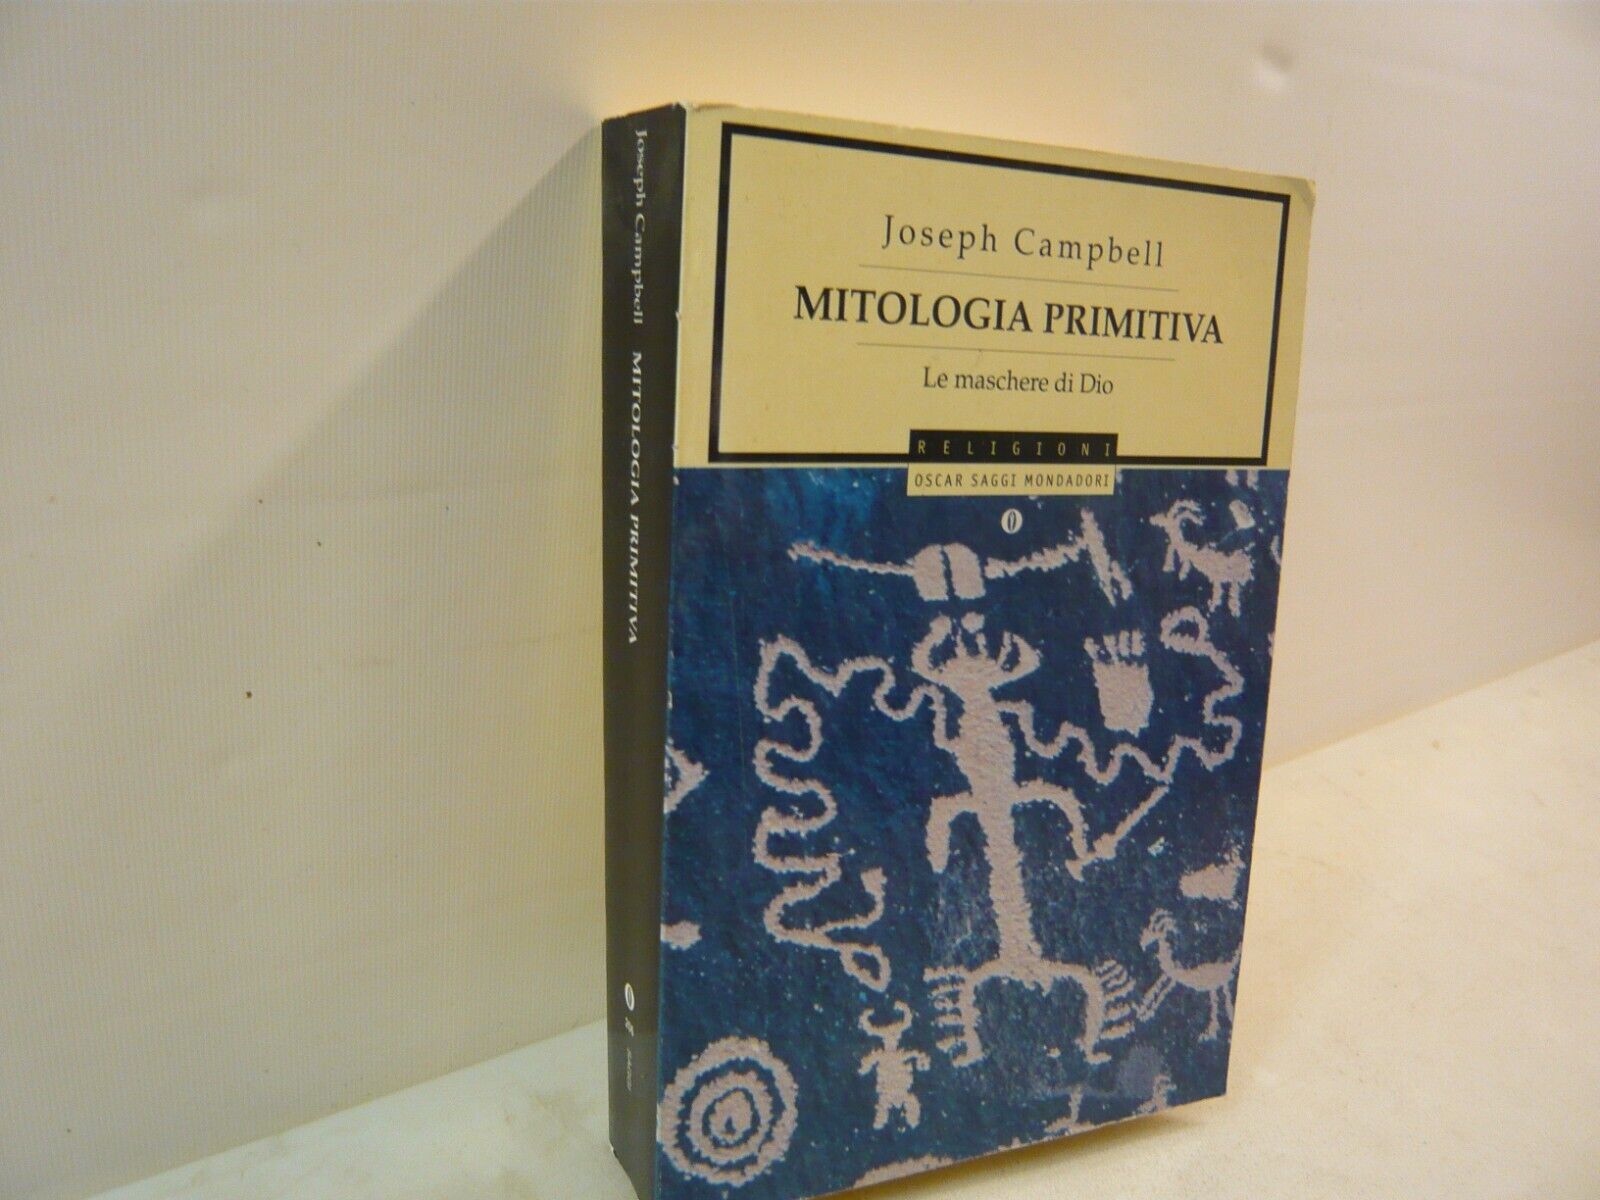 Joseph Campbell
MITOLOGIA PRIMITIVA
Le maschere di Dio
RELIGIONI
OSCAR SAGGI MONDADORI
Joseph Campbell MITOLOGIA PRIMITIVA